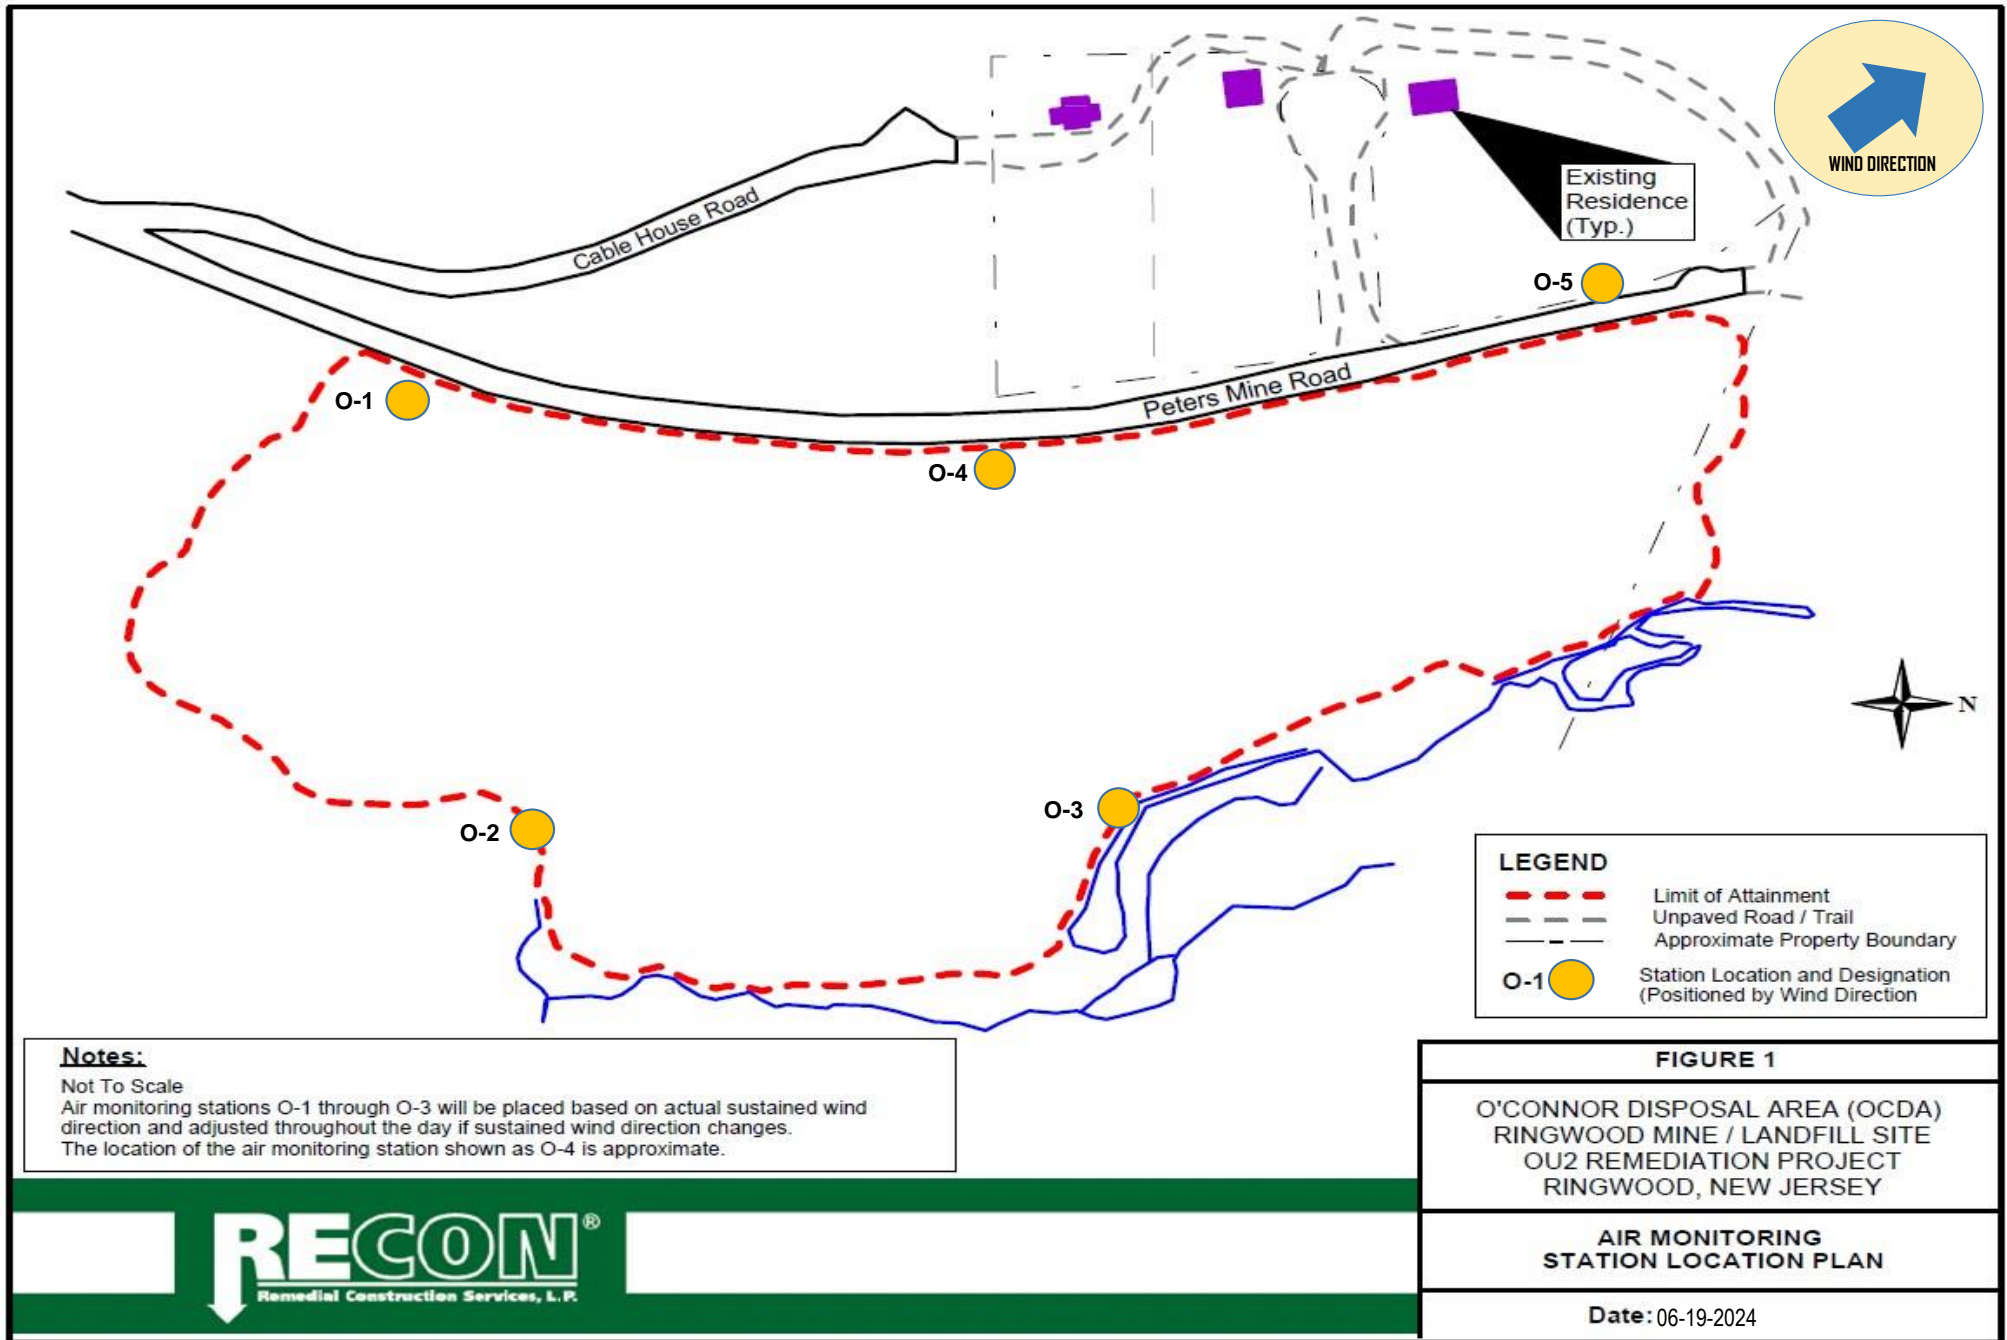 WIND DIRECTION
Existing
Residence
(Typ.)
Cable House Road
O-5
Peters Mine Road
O-1
O-4
N
O-3
O-2
LEGEND
Limit of Attainment
Unpaved Road / Trail
Approximate Property Boundary
O-1
Station Location and Designation
(Positioned by Wind Direction
Notes:
Not To Scale
Air monitoring stations O-1 through O-3 will be placed based on actual sustained wind
direction and adjusted throughout the day if sustained wind direction changes.
The location of the air monitoring station shown as O-4 is approximate.
FIGURE 1
O'CONNOR DISPOSAL AREA (OCDA)
RINGWOOD MINE / LANDFILL SITE
OU2 REMEDIATION PROJECT
RINGWOOD, NEW JERSEY
AIR MONITORING
STATION LOCATION PLAN
Date: 06-19-2024
RECON®
Remedial Construction Services, L.P.